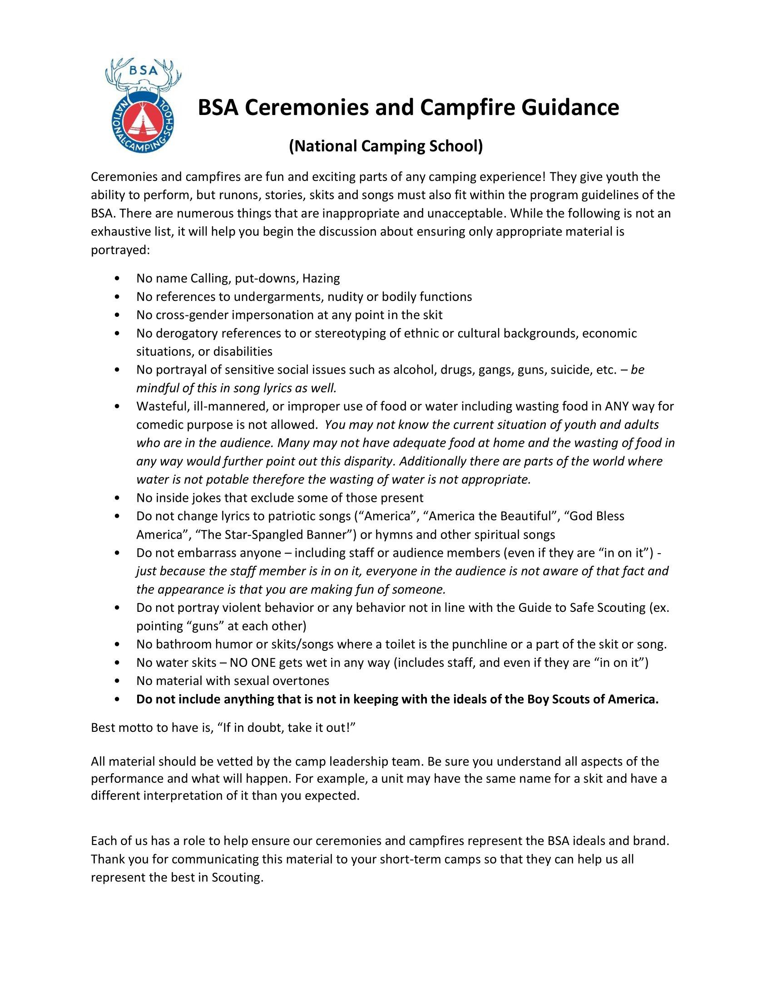 BSA
NATIONAL·CAMPING·SCHOOL
BSA Ceremonies and Campfire Guidance
(National Camping School)
Ceremonies and campfires are fun and exciting parts of any camping experience! They give youth the
ability to perform, but runons, stories, skits and songs must also fit within the program guidelines of the
BSA. There are numerous things that are inappropriate and unacceptable. While the following is not an
exhaustive list, it will help you begin the discussion about ensuring only appropriate material is
portrayed:
• No name Calling, put-downs, Hazing
• No references to undergarments, nudity or bodily functions
• No cross-gender impersonation at any point in the skit
• No derogatory references to or stereotyping of ethnic or cultural backgrounds, economic
situations, or disabilities
• No portrayal of sensitive social issues such as alcohol, drugs, gangs, guns, suicide, etc. – be
mindful of this in song lyrics as well.
• Wasteful, ill-mannered, or improper use of food or water including wasting food in ANY way for
comedic purpose is not allowed.  You may not know the current situation of youth and adults
who are in the audience. Many may not have adequate food at home and the wasting of food in
any way would further point out this disparity. Additionally there are parts of the world where
water is not potable therefore the wasting of water is not appropriate.
• No inside jokes that exclude some of those present
• Do not change lyrics to patriotic songs (“America”, “America the Beautiful”, “God Bless
America”, “The Star-Spangled Banner”) or hymns and other spiritual songs
• Do not embarrass anyone – including staff or audience members (even if they are “in on it”) -
just because the staff member is in on it, everyone in the audience is not aware of that fact and
the appearance is that you are making fun of someone.
• Do not portray violent behavior or any behavior not in line with the Guide to Safe Scouting (ex.
pointing “guns” at each other)
• No bathroom humor or skits/songs where a toilet is the punchline or a part of the skit or song.
• No water skits – NO ONE gets wet in any way (includes staff, and even if they are “in on it”)
• No material with sexual overtones
• Do not include anything that is not in keeping with the ideals of the Boy Scouts of America.
Best motto to have is, “If in doubt, take it out!”
All material should be vetted by the camp leadership team. Be sure you understand all aspects of the
performance and what will happen. For example, a unit may have the same name for a skit and have a
different interpretation of it than you expected.
Each of us has a role to help ensure our ceremonies and campfires represent the BSA ideals and brand.
Thank you for communicating this material to your short-term camps so that they can help us all
represent the best in Scouting.